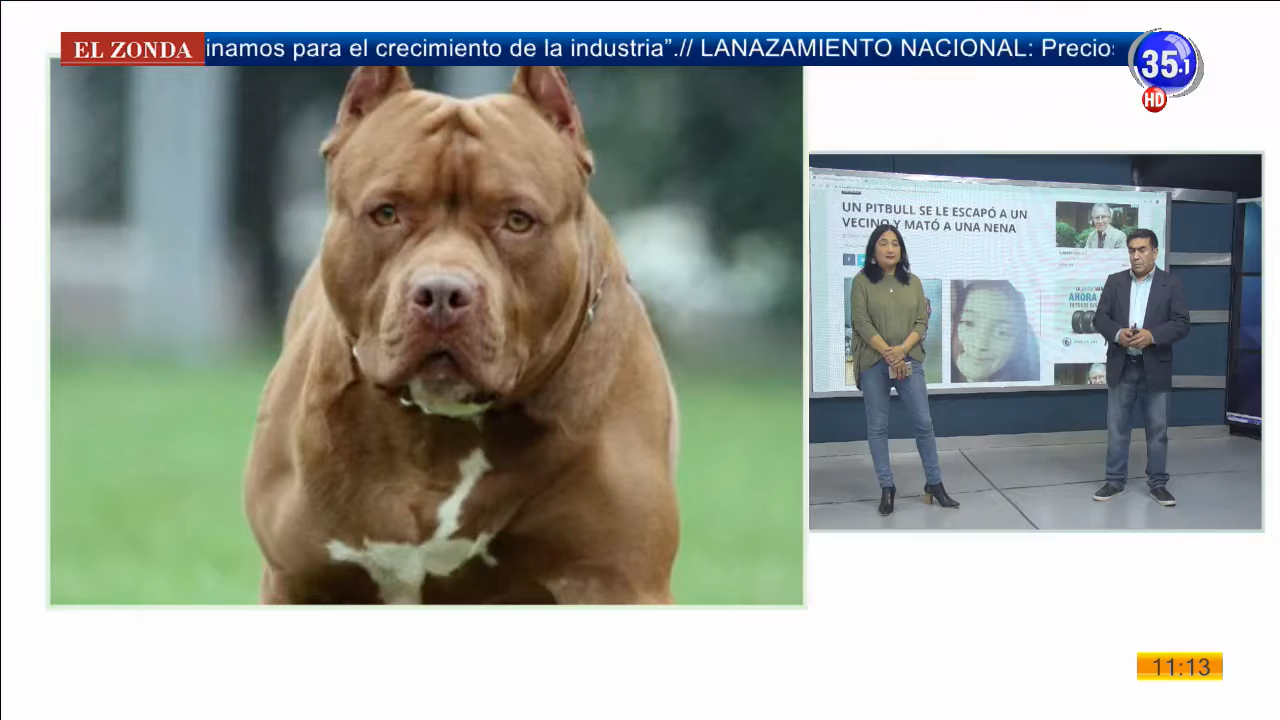 EL ZONDA
inamos para el crecimiento de la industria”.// LANAZAMIENTO NACIONAL: Precios
35.1
HD
UN PITBULL SE LE ESCAPÓ A UN
VECINO Y MATÓ A UNA NENA
AHORA
11:13